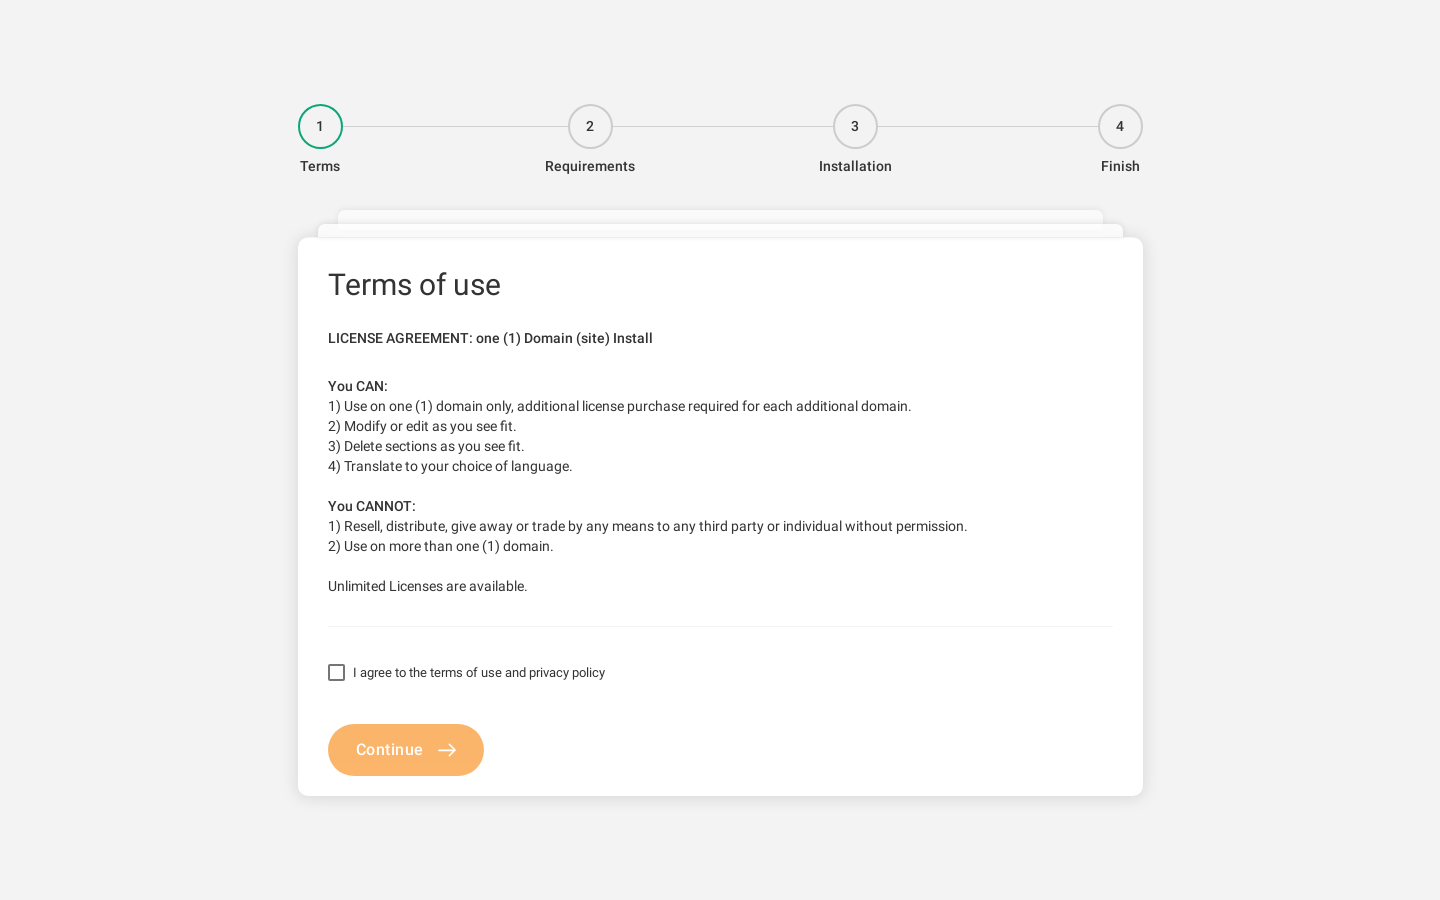 1
2
3
4
Terms
Requirements
Installation
Finish
Terms of use
LICENSE AGREEMENT: one (1) Domain (site) Install
You CAN:
1) Use on one (1) domain only, additional license purchase required for each additional domain.
2) Modify or edit as you see fit.
3) Delete sections as you see fit.
4) Translate to your choice of language.
You CANNOT:
1) Resell, distribute, give away or trade by any means to any third party or individual without permission.
2) Use on more than one (1) domain.
Unlimited Licenses are available.
I agree to the terms of use and privacy policy
Continue